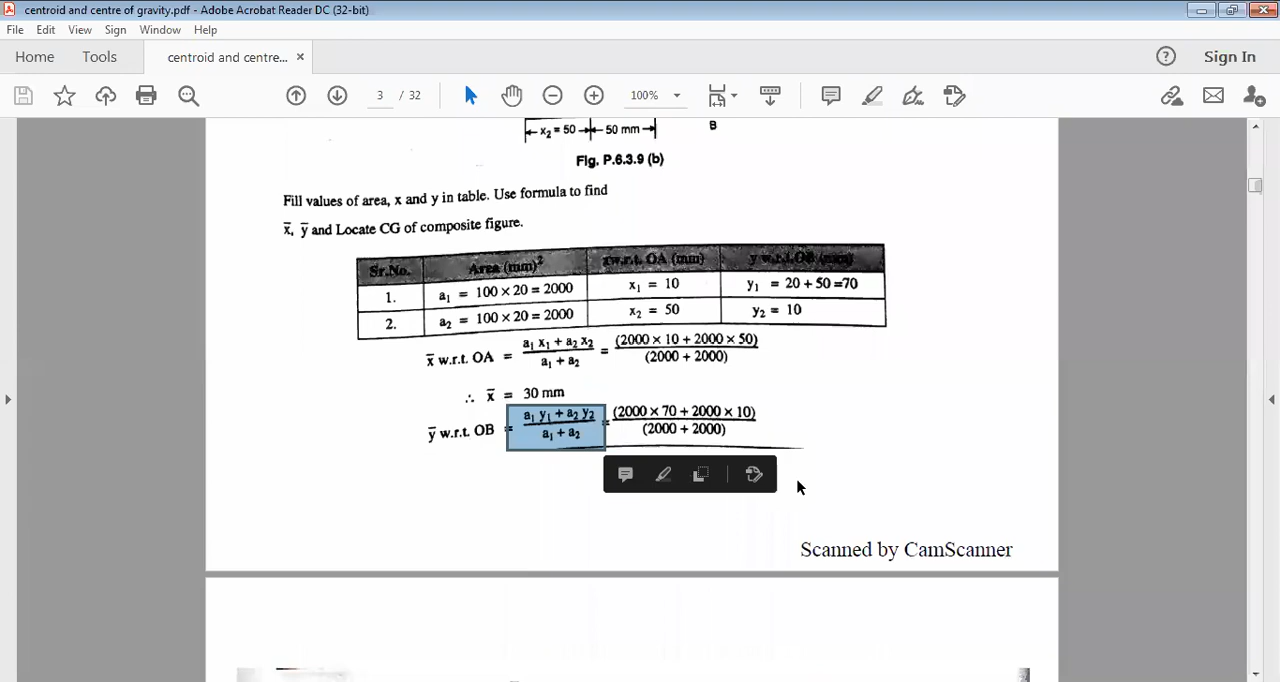 centroid and centre of gravity.pdf - Adobe Acrobat Reader DC (32-bit)
File Edit View Sign Window Help
Home Tools centroid and centre... × Sign In
3 / 32 100%
x₂ = 50 50 mm B
Fig. P.6.3.9 (b)
Fill values of area, x and y in table. Use formula to find
x̄, ȳ and Locate CG of composite figure.
Sr.No. Area (mm)² x w.r.t. OA (mm) y w.r.t. OB (mm)
1. a₁ = 100 × 20 = 2000 x₁ = 10 y₁ = 20 + 50 =70
2. a₂ = 100 × 20 = 2000 x₂ = 50 y₂ = 10
x̄ w.r.t. OA = a₁ x₁ + a₂ x₂ / a₁ + a₂ = (2000 × 10 + 2000 × 50) / (2000 + 2000)
∴ x̄ = 30 mm
ȳ w.r.t. OB = a₁ y₁ + a₂ y₂ / a₁ + a₂ = (2000 × 70 + 2000 × 10) / (2000 + 2000)
Scanned by CamScanner